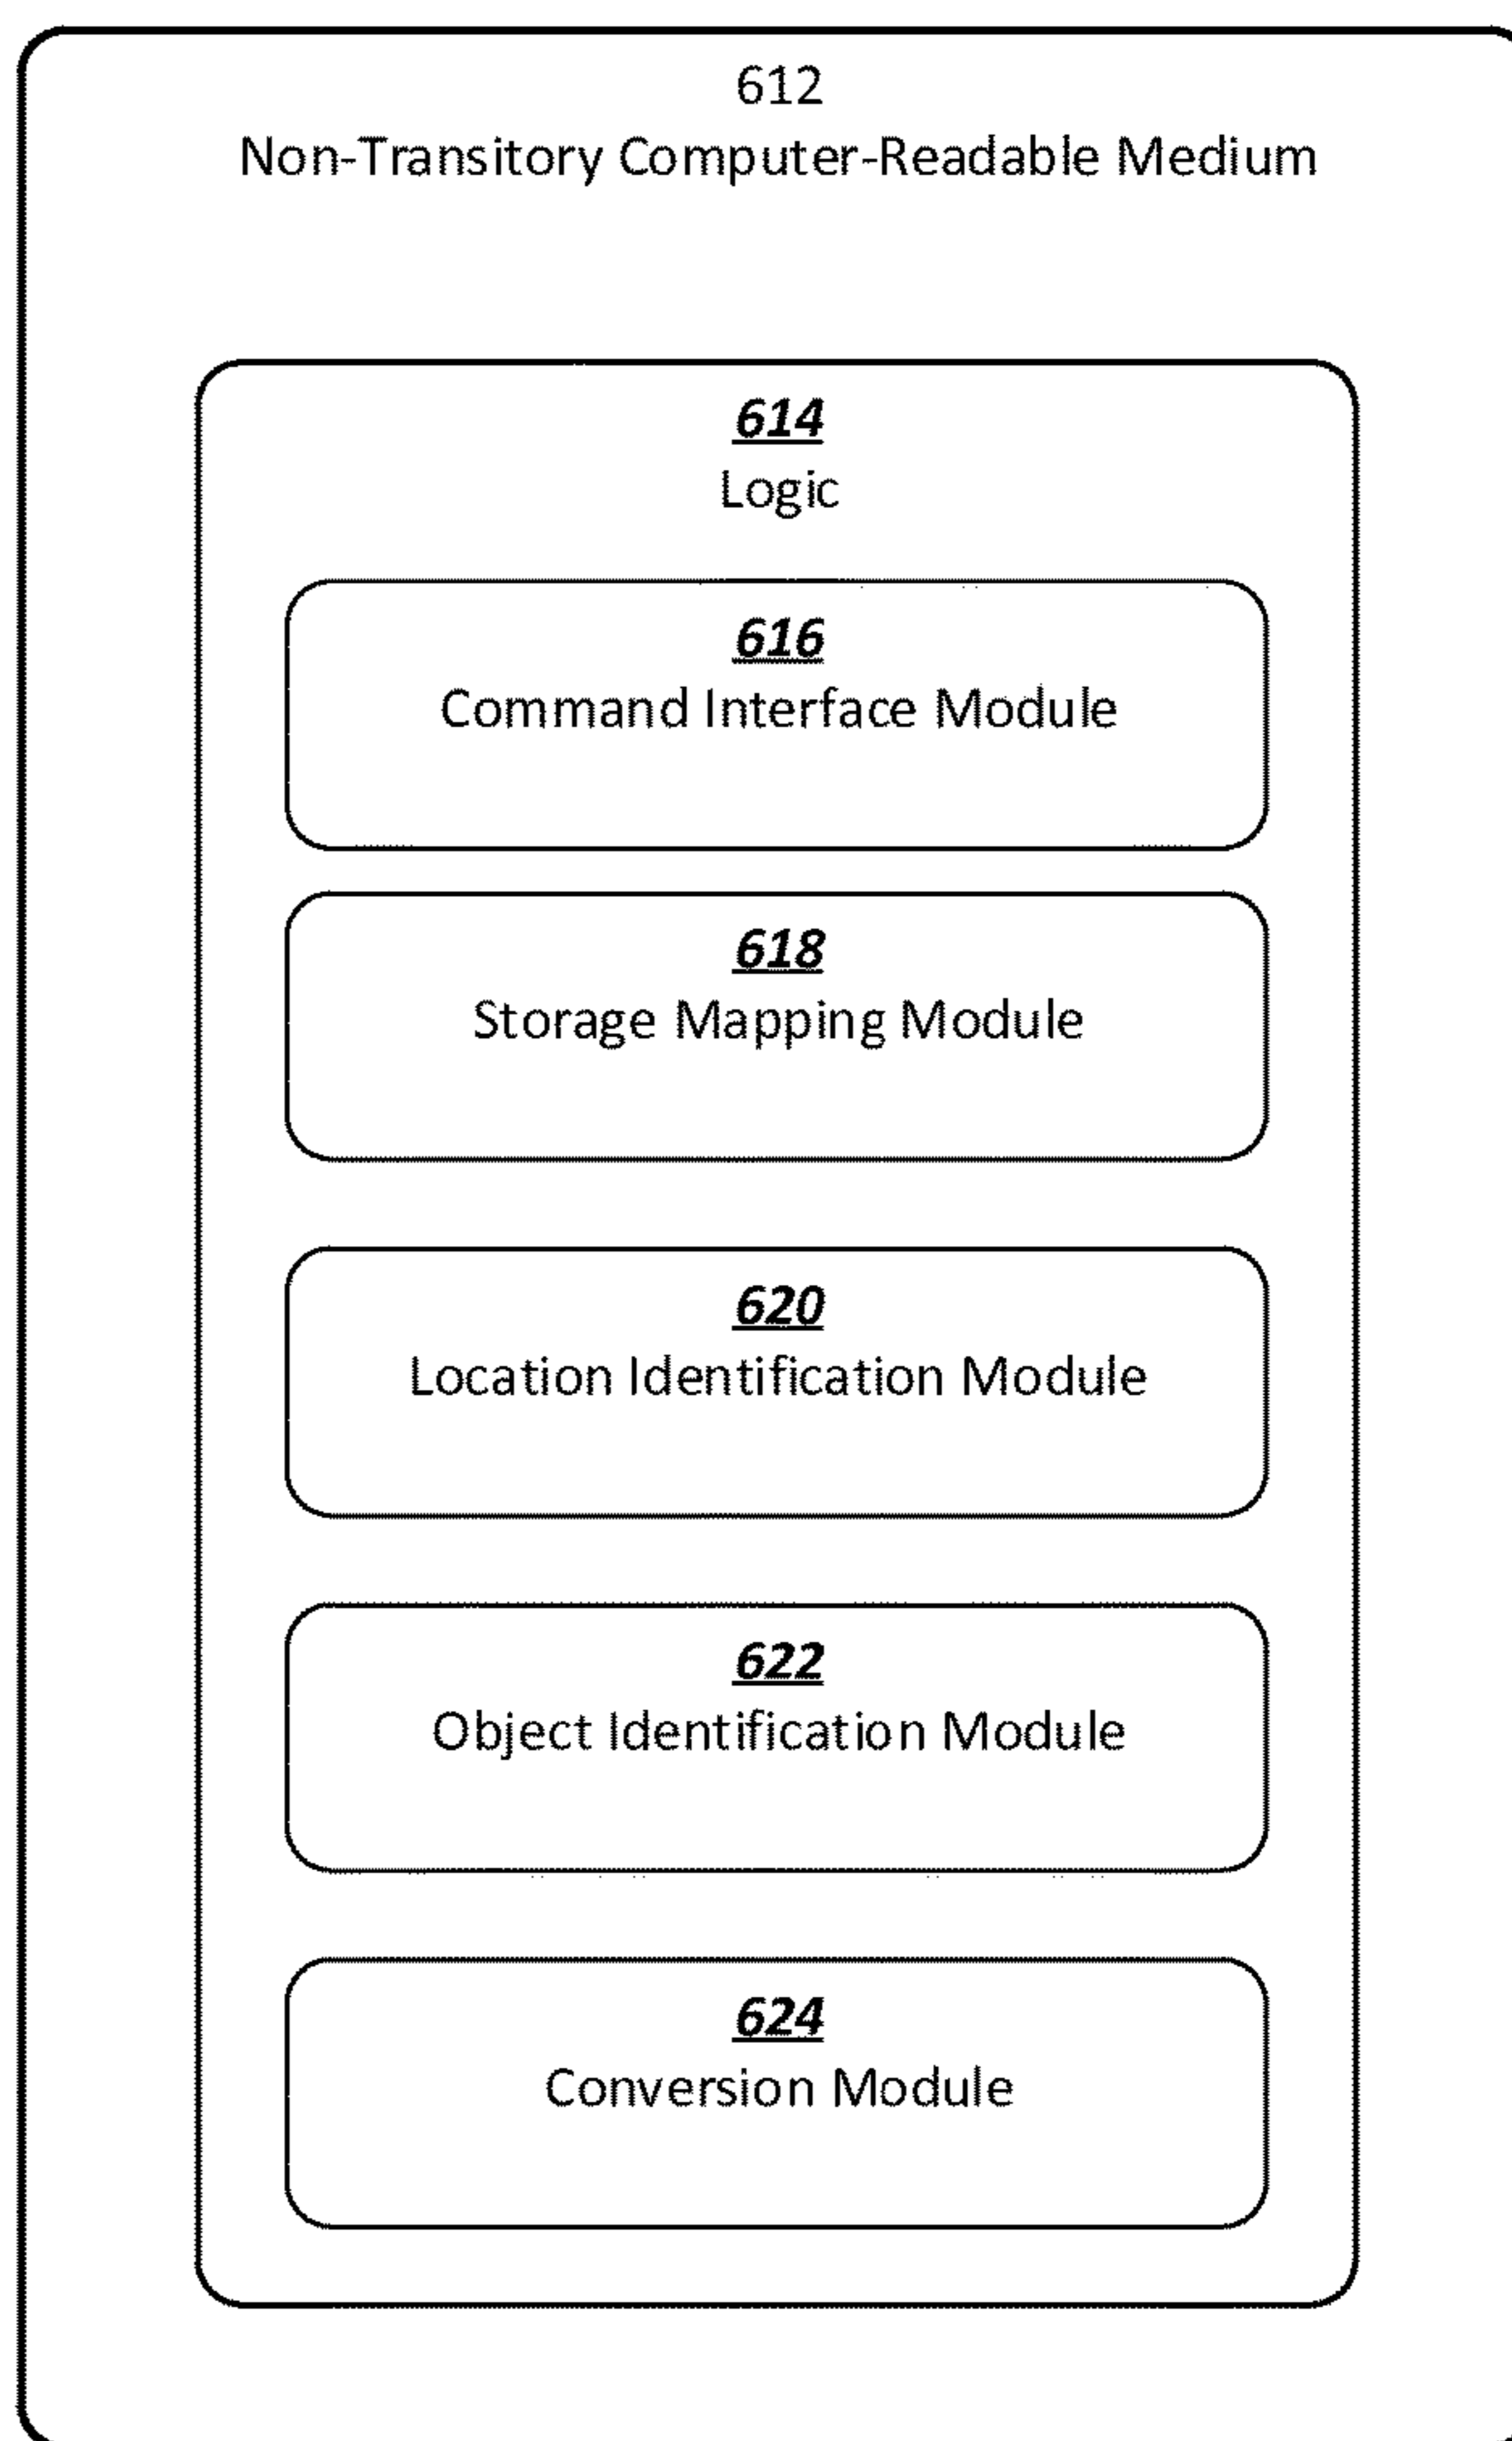 612
Non-Transitory Computer-Readable Medium
614
Logic
616
Command Interface Module
618
Storage Mapping Module
620
Location Identification Module
622
Object Identification Module
624
Conversion Module